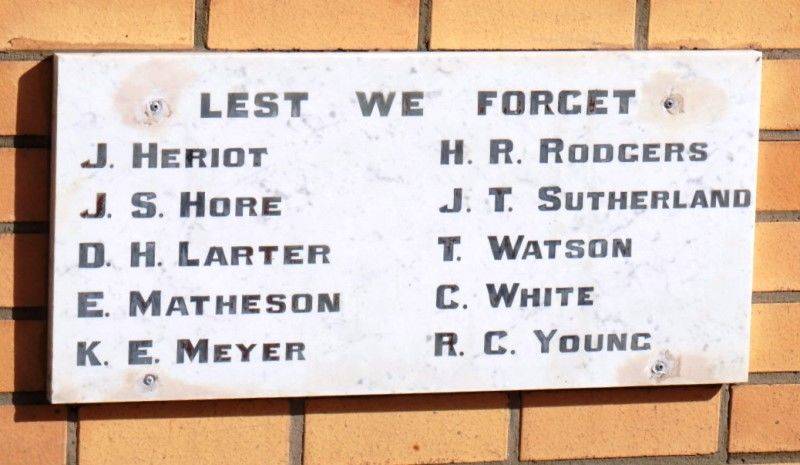 LEST WE FORGET
J. HERIOT
J. S. HORE
D. H. LARTER
E. MATHESON
K. E. MEYER
H. R. RODGERS
J. T. SUTHERLAND
T. WATSON
C. WHITE
R. G. YOUNG